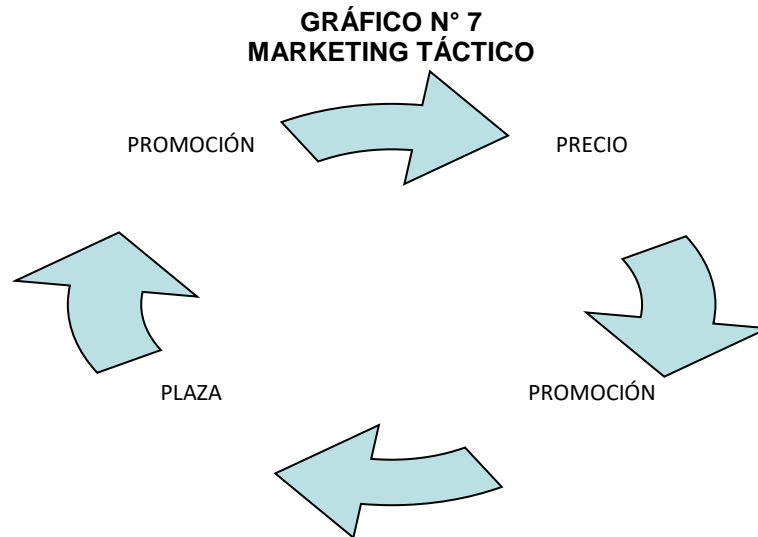 GRÁFICO N° 7
MARKETING TÁCTICO
PROMOCIÓN
PRECIO
PLAZA
PROMOCIÓN